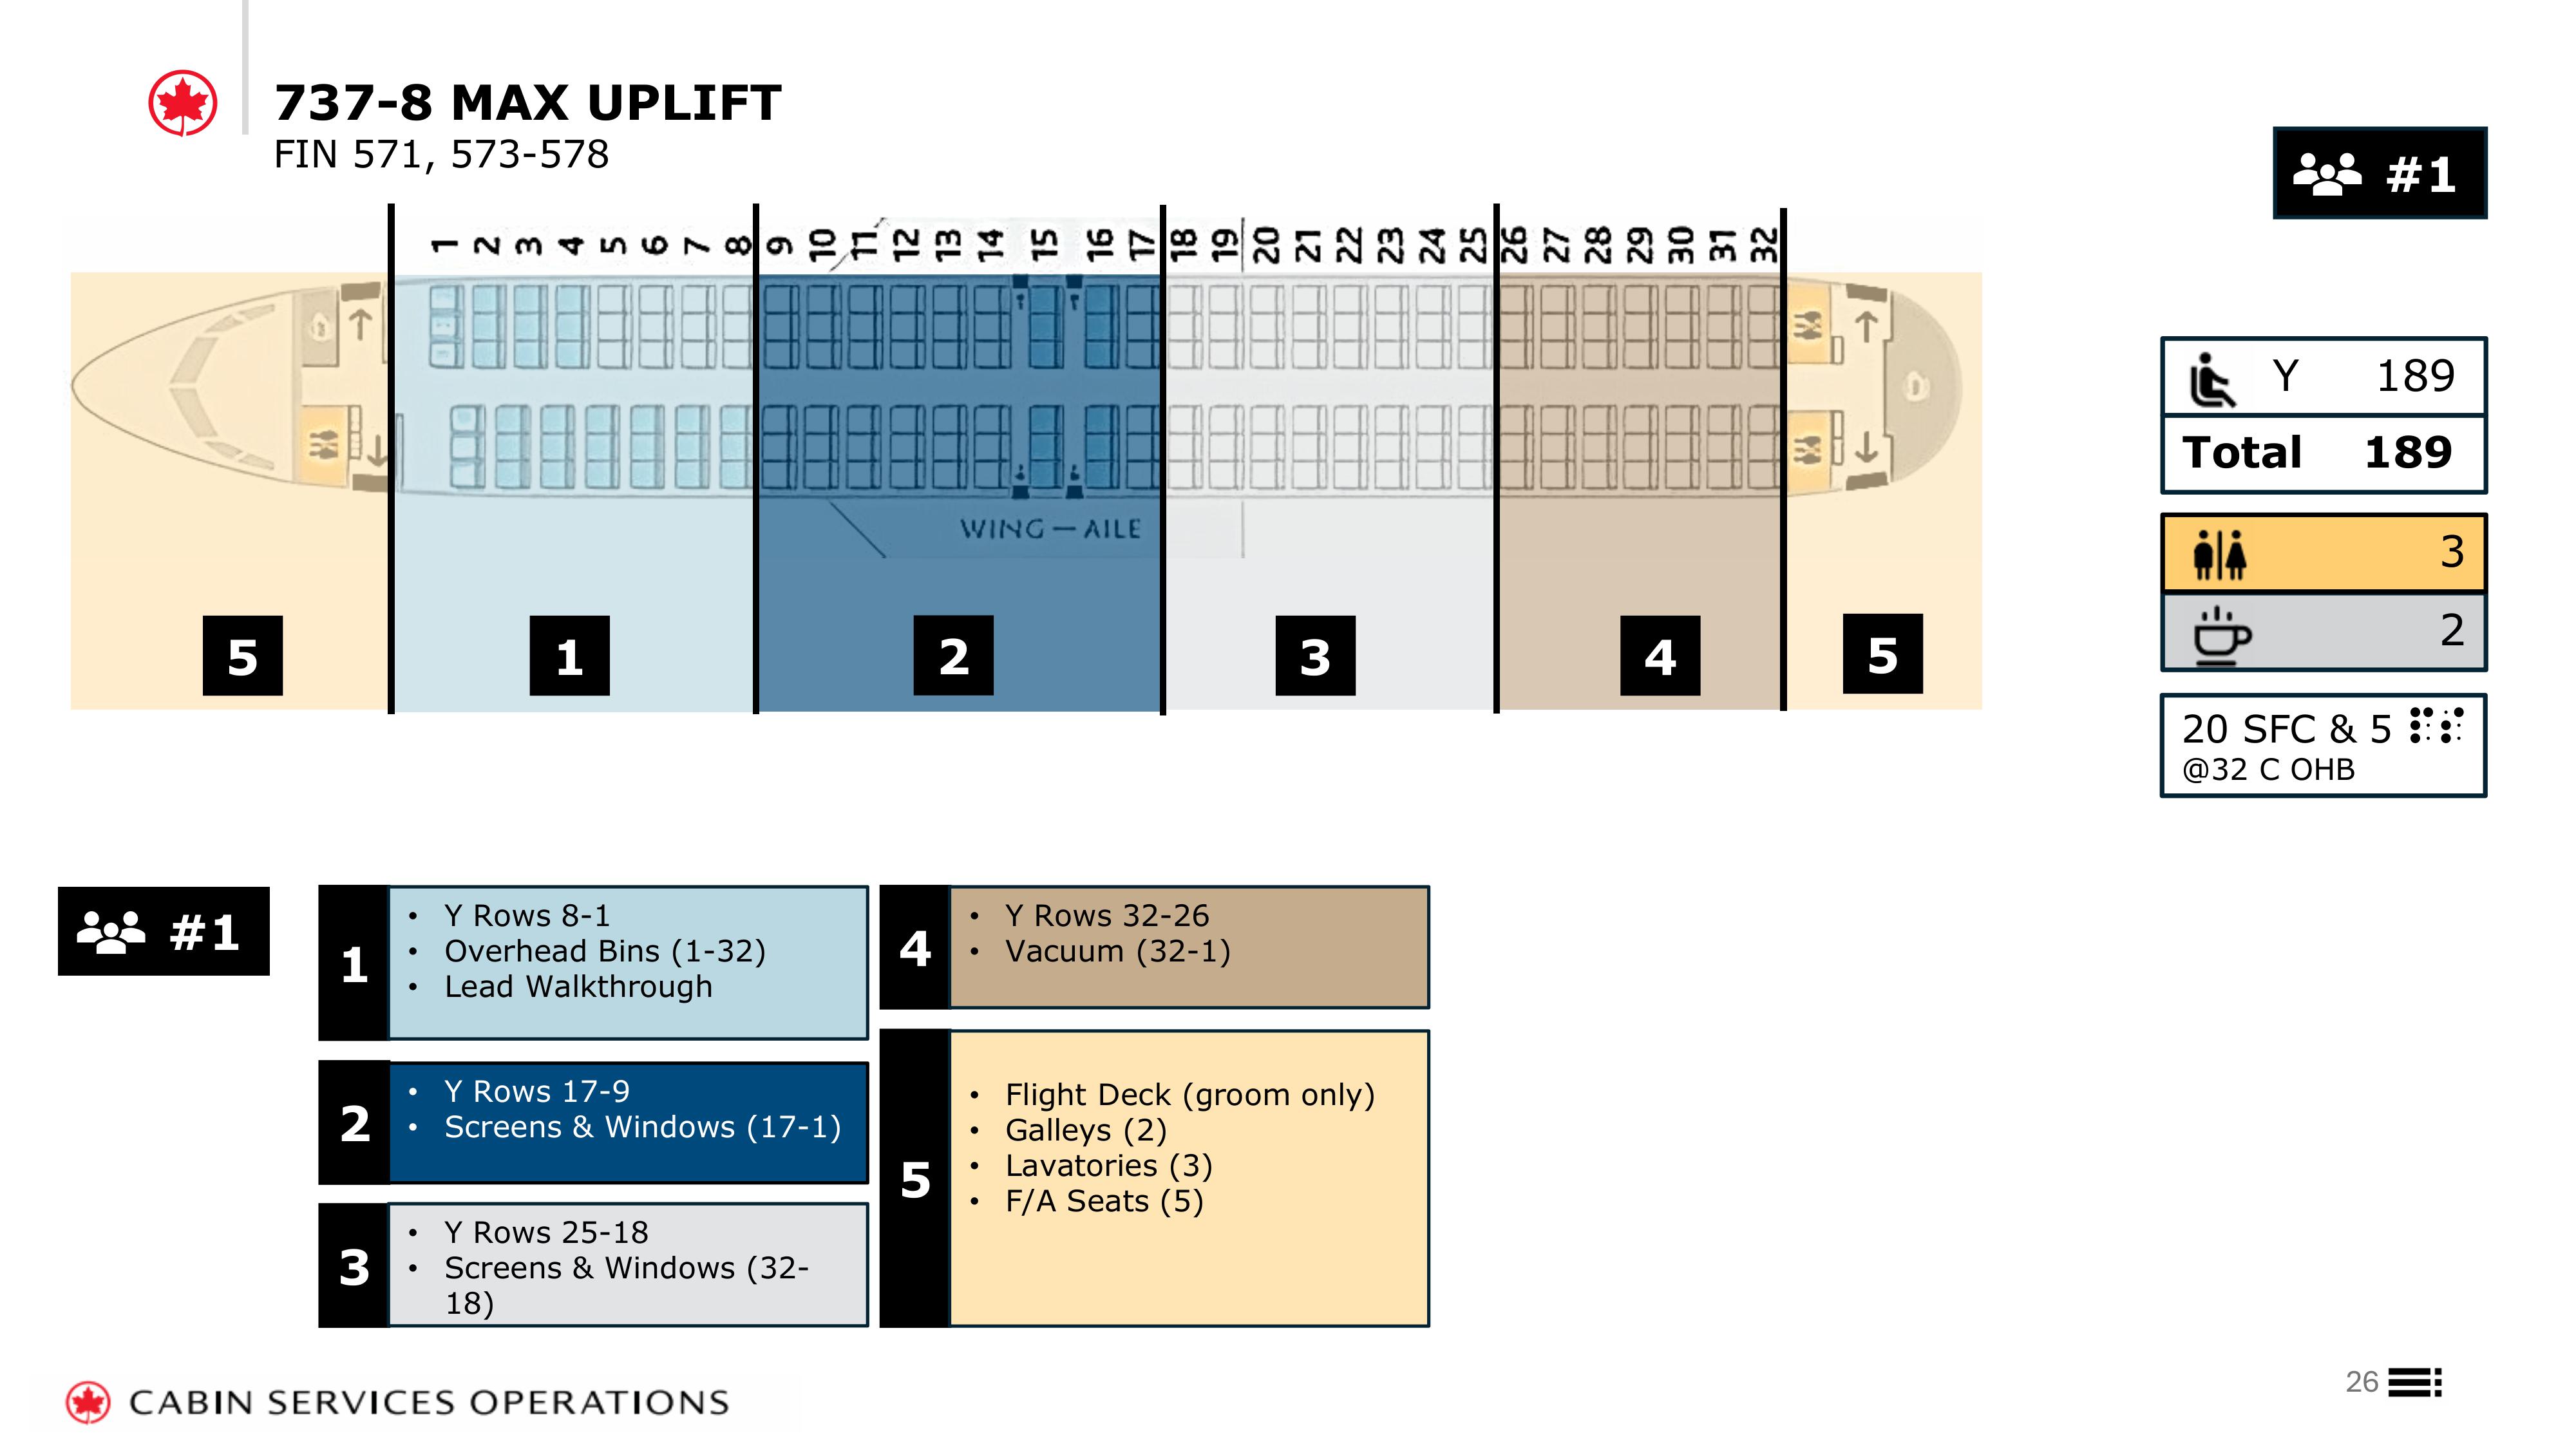 737-8 MAX UPLIFT
FIN 571, 573-578
#1
1 2 3 4 5 6 7 8 9 10 11 12 13 14 15 16 17 18 19 20 21 22 23 24 25 26 27 28 29 30 31 32
WING — AILE
5 1 2 3 4 5
Y 189
Total 189
3
2
20 SFC & 5
@32 C OHB
#1
1
• Y Rows 8-1
• Overhead Bins (1-32)
• Lead Walkthrough
2
• Y Rows 17-9
• Screens & Windows (17-1)
3
• Y Rows 25-18
• Screens & Windows (32-
18)
4
• Y Rows 32-26
• Vacuum (32-1)
5
• Flight Deck (groom only)
• Galleys (2)
• Lavatories (3)
• F/A Seats (5)
CABIN SERVICES OPERATIONS
26